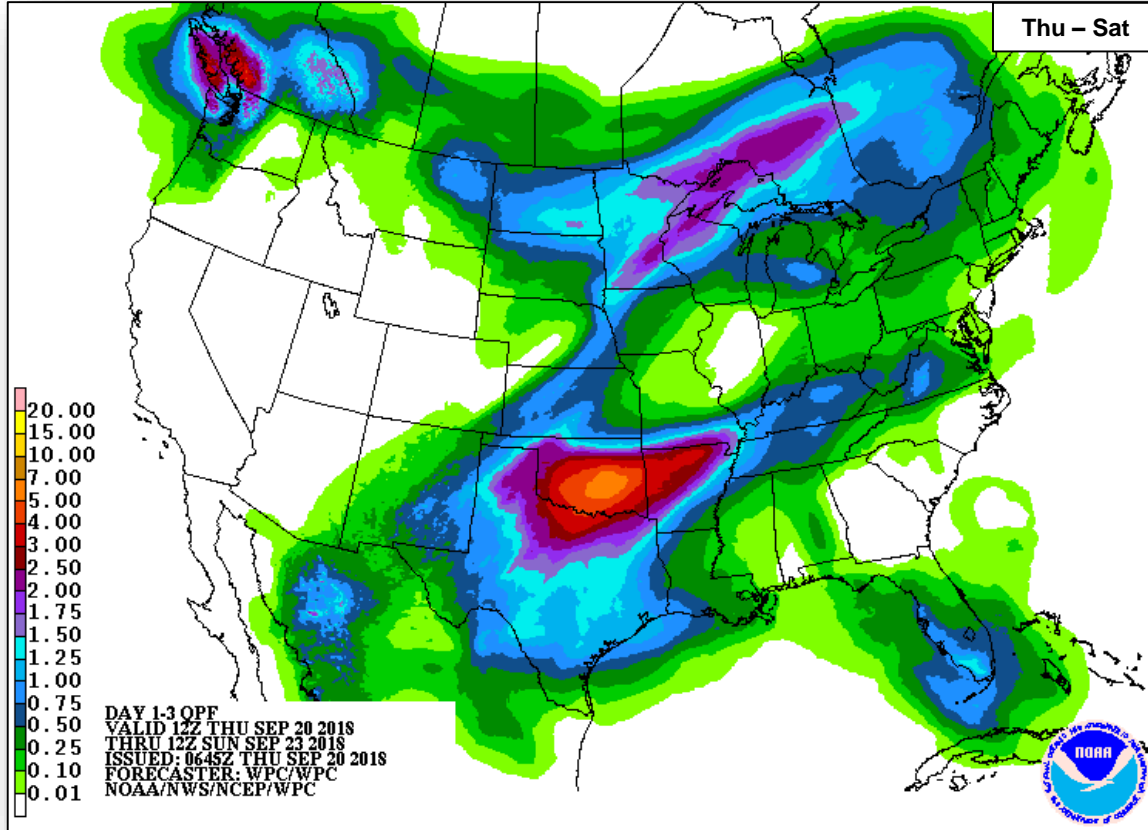 Thu – Sat
20.00
15.00
10.00
7.00
5.00
4.00
3.00
2.50
2.00
1.75
1.50
1.25
1.00
0.75
0.50
0.25
0.10
0.01
DAY 1-3 QPF
VALID 12Z THU SEP 20 2018
THRU 12Z SUN SEP 23 2018
ISSUED: 0645Z THU SEP 20 2018
FORECASTER: WPC/WPC
NOAA/NWS/NCEP/WPC
NOAA